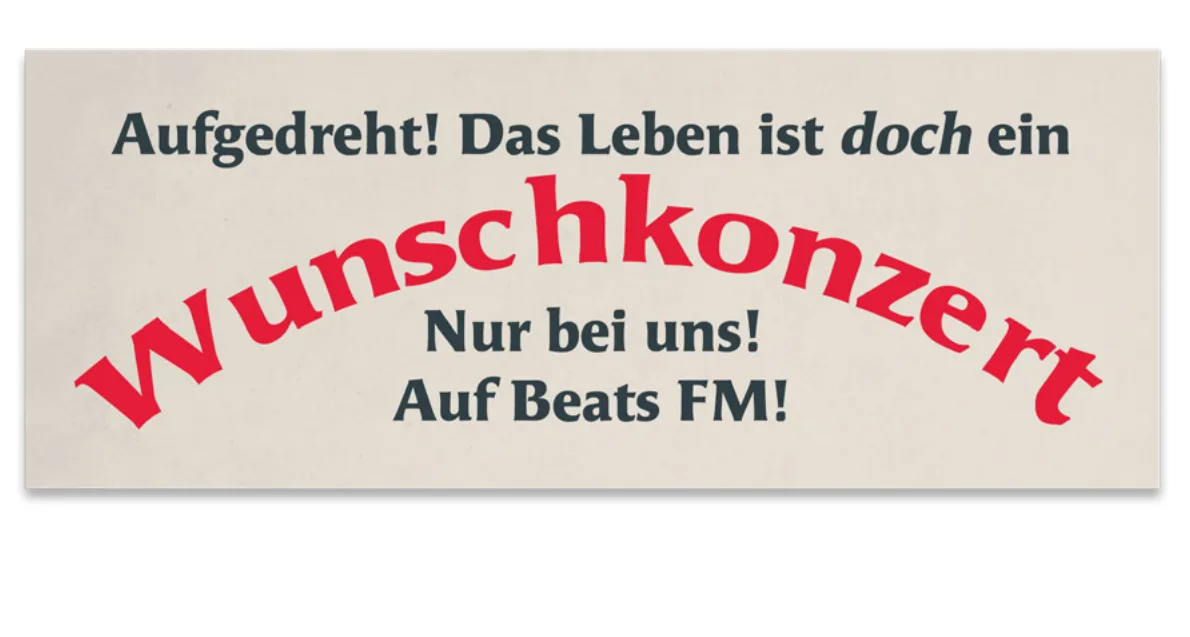 Aufgedreht! Das Leben ist doch ein
Wunschkonzert
Nur bei uns!
Auf Beats FM!